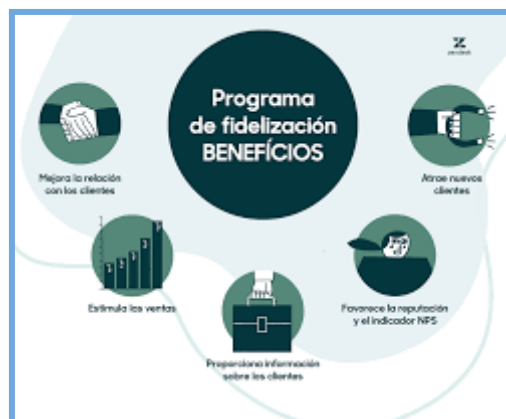 zendesk
Programa
de fidelización
BENEFÍCIOS
Mejora la relación
con los clientes
Atrae nuevos
clientes
Estimula las ventas
Favorece la reputación
y el indicador NPS
Proporciona información
sobre los clientes